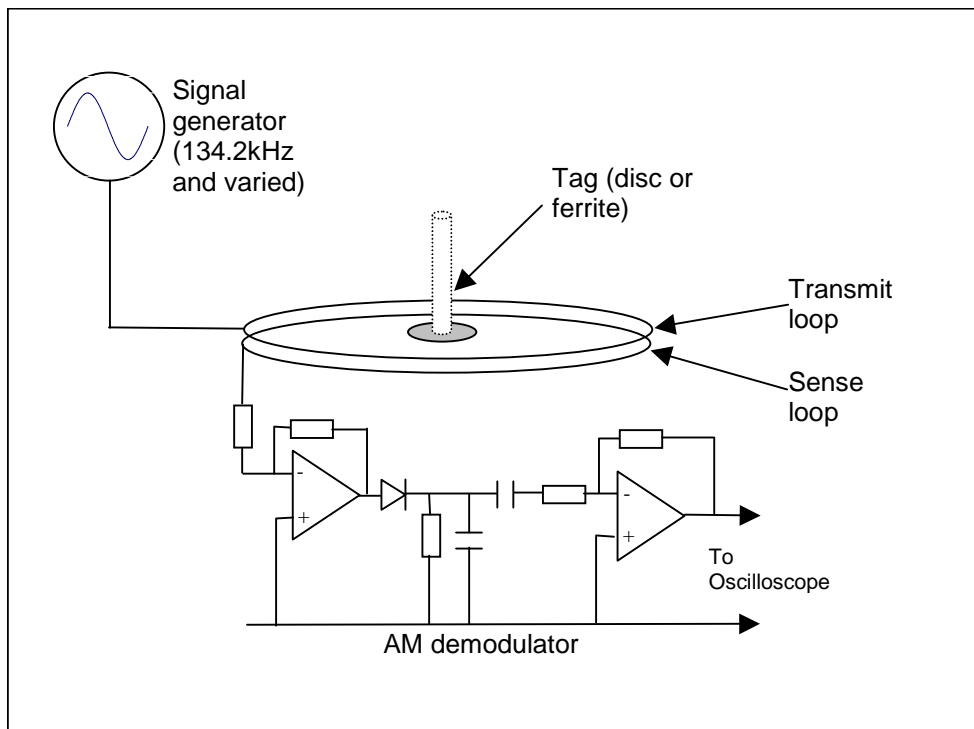 Signal
generator
(134.2kHz
and varied)
Tag (disc or
ferrite)
Transmit
loop
Sense
loop
-
+
-
+
To
Oscilloscope
AM demodulator